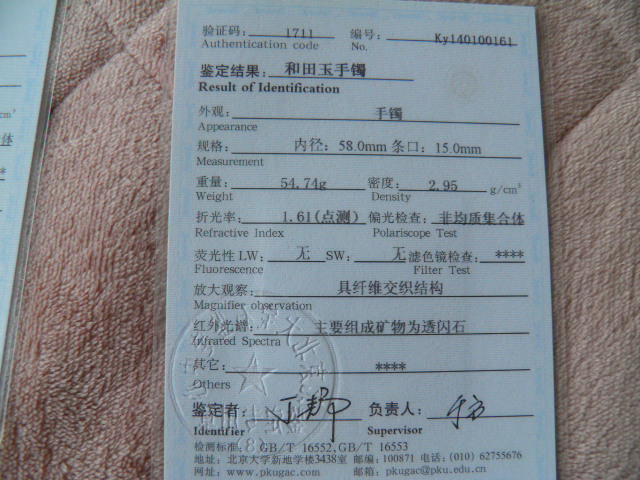 验证码: 1711 编号: Ky140100161
Authentication code No.
鉴定结果: 和田玉手镯
Result of Identification
外观: 手镯
Appearance
规格: 内径: 58.0mm 条口: 15.0mm
Measurement
重量: 54.74g 密度: 2.95 g/cm³
Weight Density
折光率: 1.61(点测) 偏光检查: 非均质集合体
Refractive Index Polariscope Test
荧光性 LW: 无 SW: 无 滤色镜检查: ****
Fluorescence Filter Test
放大观察: 具纤维交织结构
Magnifier observation
红外光谱: 主要组成矿物为透闪石
Infrared Spectra
其它: ****
Others
鉴定者: 负责人:
Identifier Supervisor
检测标准: GB/T 16552,GB/T 16553
地址: 北京大学新地学楼3438室 邮编: 100871 电话: (010) 62755676
网址: www.pkugac.com 邮箱: pkugac@pku.edu.cn